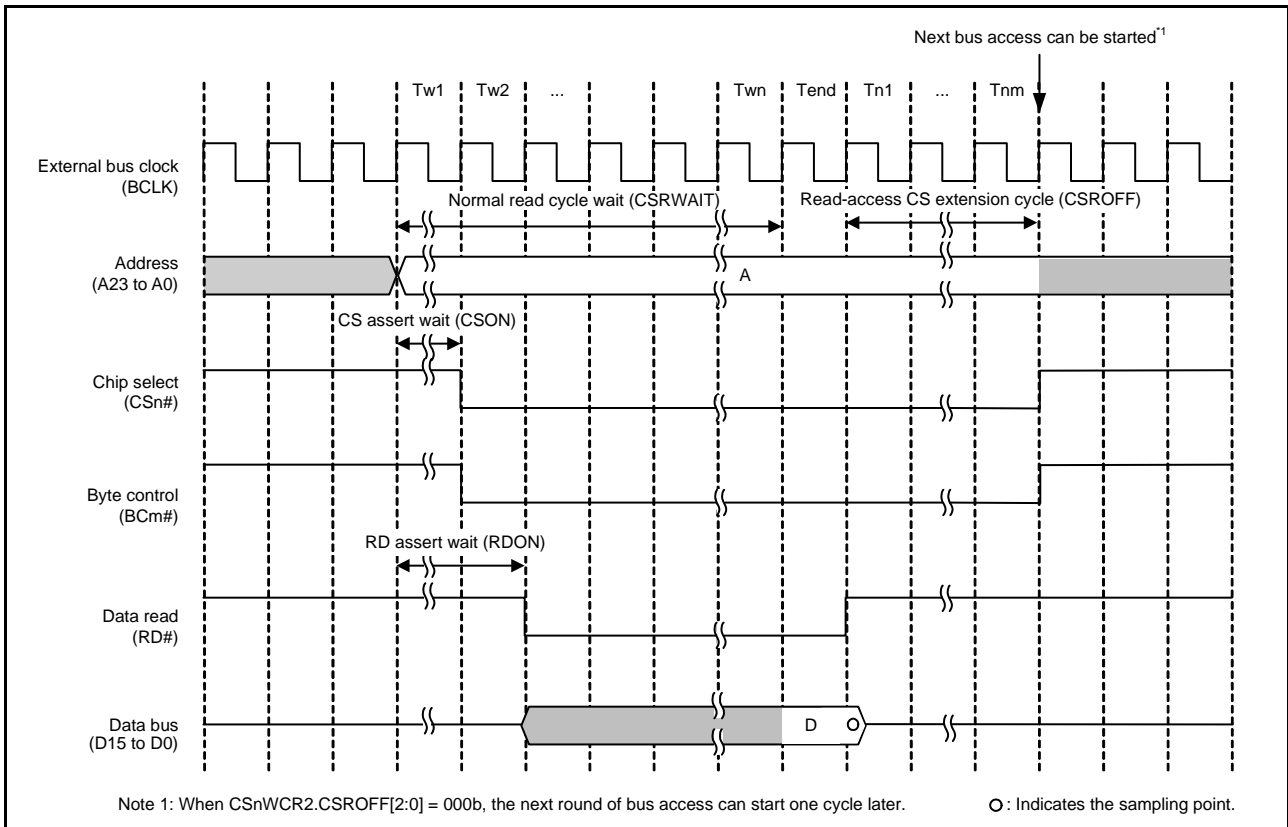 Next bus access can be started*1
Tw1 Tw2 ... Twn Tend Tn1 ... Tnm
External bus clock
(BCLK)
Normal read cycle wait (CSRWAIT) Read-access CS extension cycle (CSROFF)
Address
(A23 to A0)
A
CS assert wait (CSON)
Chip select
(CSn#)
Byte control
(BCm#)
RD assert wait (RDON)
Data read
(RD#)
Data bus
(D15 to D0)
D
Note 1: When CSnWCR2.CSROFF[2:0] = 000b, the next round of bus access can start one cycle later. : Indicates the sampling point.